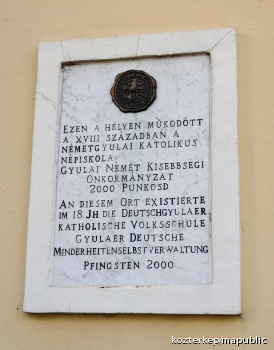 EZEN A HELYEN MŰKÖDÖTT
A XVIII SZÁZADBAN A
NÉMETGYULAI KATOLIKUS
NÉPISKOLA
GYULAI NÉMET KISEBBSÉGI
ÖNKORMÁNYZAT
2000 PÜNKÖSD
AN DIESEM ORT EXISTIERTE
IM 18.JH. DIE DEUTSCHGYULAER
KATHOLISCHE VOLKSSCHULE
GYULAER DEUTSCHE
MINDERHEITENSELBSTVERWALTUNG
PFINGSTEN 2000
kozterkep/mapublic